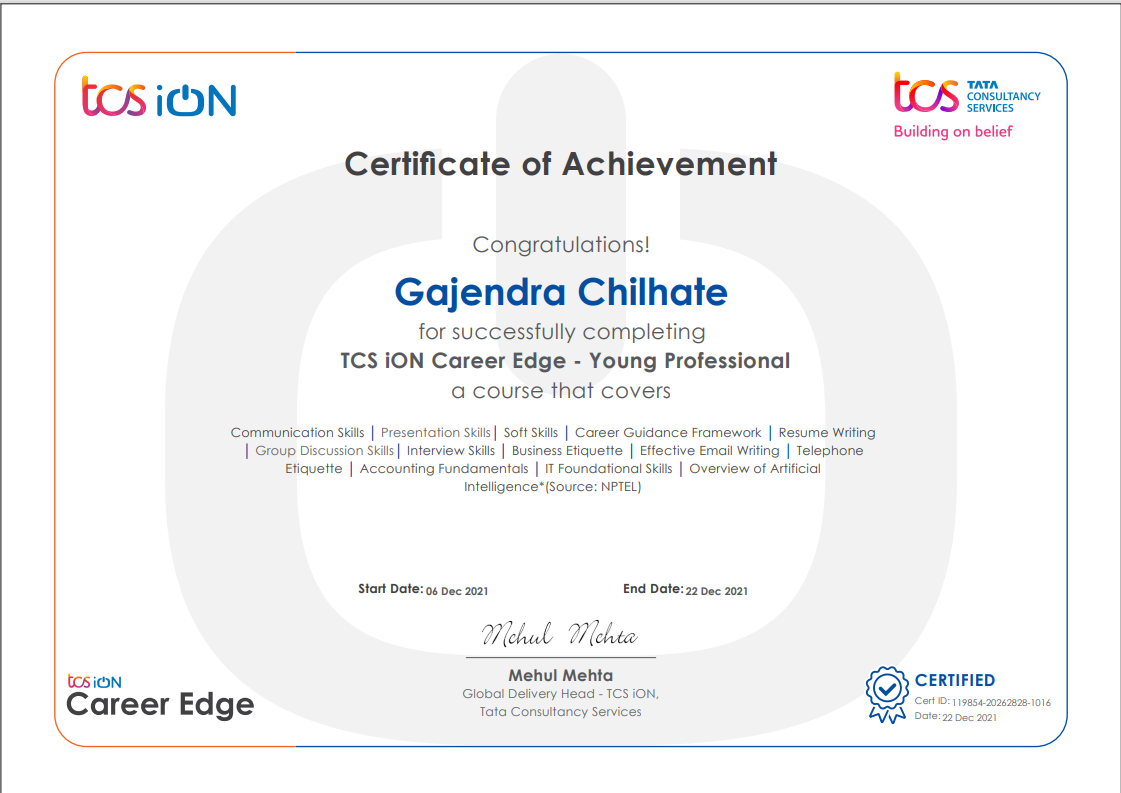 tcs iON
tcs TATA
CONSULTANCY
SERVICES
Building on belief
Certificate of Achievement
Congratulations!
Gajendra Chilhate
for successfully completing
TCS iON Career Edge - Young Professional
a course that covers
Communication Skills | Presentation Skills| Soft Skills | Career Guidance Framework | Resume Writing
| Group Discussion Skills| Interview Skills | Business Etiquette | Effective Email Writing | Telephone
Etiquette | Accounting Fundamentals | IT Foundational Skills | Overview of Artificial
Intelligence*(Source: NPTEL)
Start Date: 06 Dec 2021 End Date: 22 Dec 2021
Mehul Mehta
Mehul Mehta
Global Delivery Head - TCS iON,
Tata Consultancy Services
tcs iON
Career Edge
CERTIFIED
Cert ID: 119854-20262828-1016
Date: 22 Dec 2021